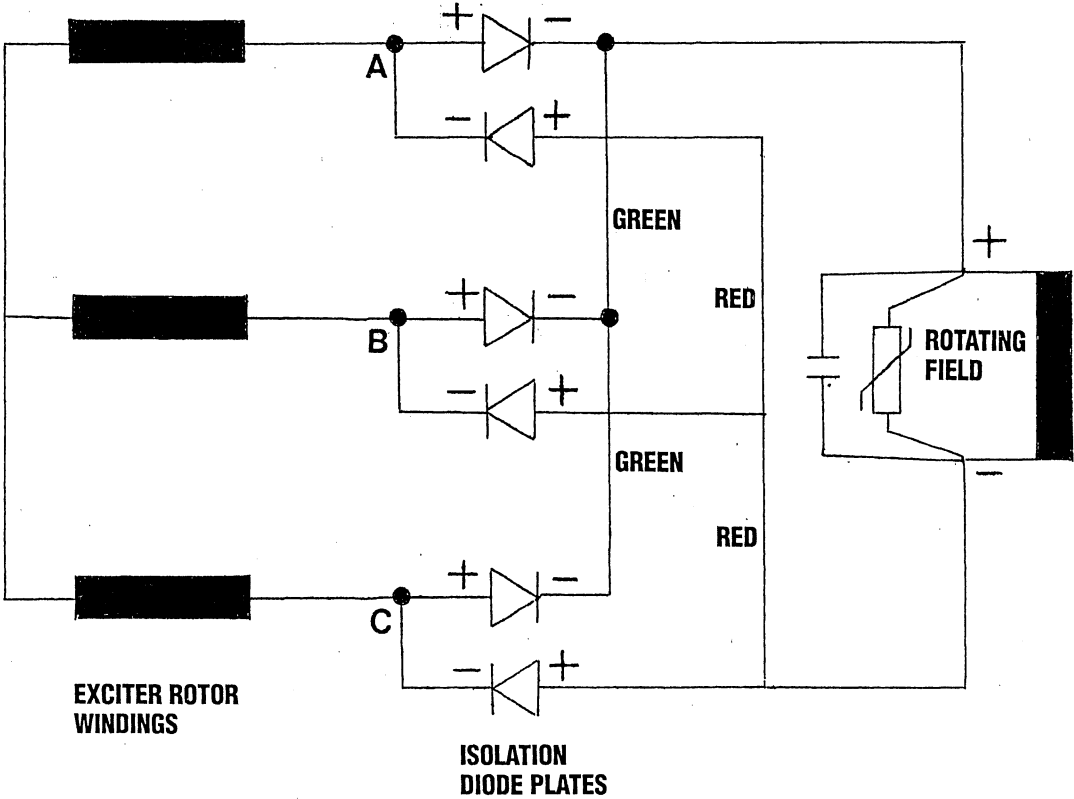 + −
A
− +
GREEN
+
RED
+ −
B
ROTATING
FIELD
− +
GREEN
−
RED
+ −
C
− +
EXCITER ROTOR
WINDINGS
ISOLATION
DIODE PLATES